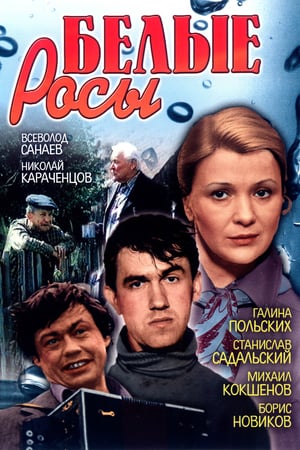 БЕЛЫЕ
Росы
ВСЕВОЛОД
САНАЕВ
НИКОЛАЙ
КАРАЧЕНЦОВ
ГАЛИНА
ПОЛЬСКИХ
СТАНИСЛАВ
САДАЛЬСКИЙ
МИХАИЛ
КОКШЕНОВ
БОРИС
НОВИКОВ